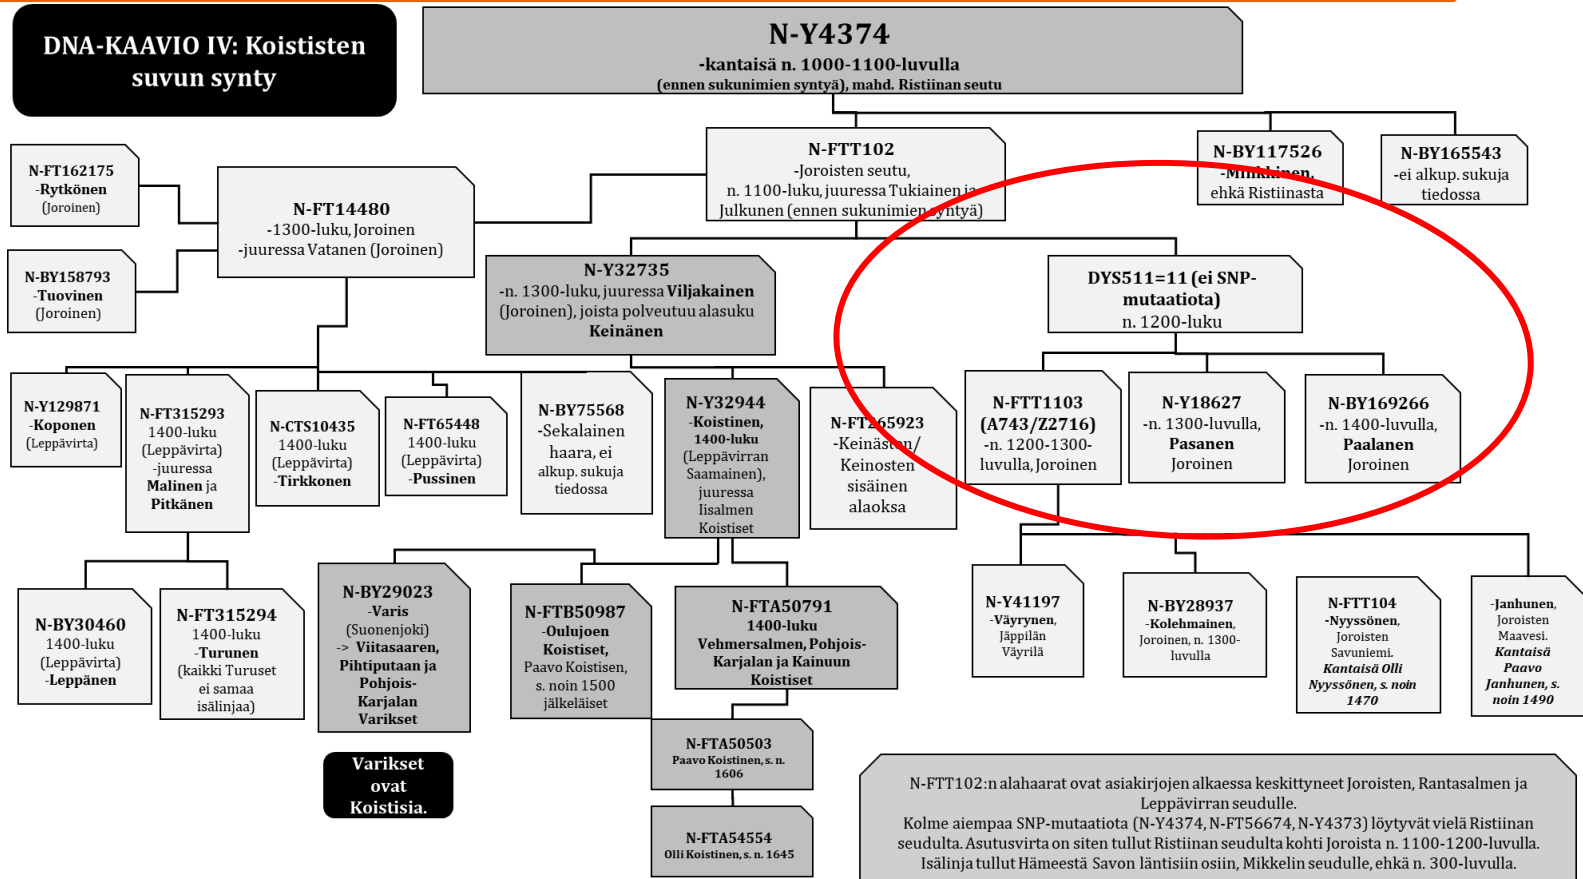 DNA-KAAVIO IV: Koististen
suvun synty
N-Y4374
-kantaisä n. 1000-1100-luvulla
(ennen sukunimien syntyä), mahd. Ristiinan seutu
N-FT162175
-Rytkönen
(Joroinen)
N-FT14480
-1300-luku, Joroinen
-juuressa Vatanen (Joroinen)
N-FTT102
-Joroisten seutu,
n. 1100-luku, juuressa Tukiainen ja
Julkunen (ennen sukunimien syntyä)
N-BY117526
-Miikkinen,
ehkä Ristiinasta
N-BY165543
-ei alkup. sukuja
tiedossa
N-BY158793
-Tuovinen
(Joroinen)
N-Y32735
-n. 1300-luku, juuressa Viljakainen
(Joroinen), joista polveutuu alasuku
Keinänen
DYS511=11 (ei SNP-
mutaatiota)
n. 1200-luku
N-Y129871
-Koponen
(Leppävirta)
N-FT315293
1400-luku
(Leppävirta)
-juuressa
Malinen ja
Pitkänen
N-CTS10435
1400-luku
(Leppävirta)
-Tirkkonen
N-FT65448
1400-luku
(Leppävirta)
-Pussinen
N-BY75568
-Sekalainen
haara, ei
alkup. sukuja
tiedossa
N-Y32944
-Koistinen,
1400-luku
(Leppävirran
Saamainen),
juuressa
Iisalmen
Koistiset
N-FT265923
-Keinästen/
Keinosten
sisäinen
alaoksa
N-FTT1103
(A743/Z2716)
-n. 1200-1300-
luvulla, Joroinen
N-Y18627
-n. 1300-luvulla,
Pasanen
Joroinen
N-BY169266
-n. 1400-luvulla,
Paalanen
Joroinen
N-BY30460
1400-luku
(Leppävirta)
-Leppänen
N-FT315294
1400-luku
-Turunen
(kaikki Turuset
ei samaa
isälinjaa)
N-BY29023
-Varis
(Suonenjoki)
-> Viitasaaren,
Pihtiputaan ja
Pohjois-
Karjalan
Varikset
N-FTB50987
-Oulujoen
Koistiset,
Paavo Koistisen,
s. noin 1500
jälkeläiset
N-FTA50791
1400-luku
Vehmersalmen, Pohjois-
Karjalan ja Kainuun
Koistiset
N-Y41197
-Väyrynen,
Jäppilän
Väyrilä
N-BY28937
-Kolehmainen,
Joroinen, n. 1300-
luvulla
N-FTT104
-Nyyssönen,
Joroisten
Savuniemi.
Kantaisä Olli
Nyyssönen, s. noin
1470
-Janhunen,
Joroisten
Maavesi.
Kantaisä
Paavo
Janhunen, s.
noin 1490
N-FTA50503
Paavo Koistinen, s. n.
1606
Varikset
ovat
Koistisia.
N-FTA54554
Olli Koistinen, s. n. 1645
N-FTT102:n alahaarat ovat asiakirjojen alkaessa keskittyneet Joroisten, Rantasalmen ja
Leppävirran seudulle.
Kolme aiempaa SNP-mutaatiota (N-Y4374, N-FT56674, N-Y4373) löytyvät vielä Ristiinan
seudulta. Asutusvirta on siten tullut Ristiinan seudulta kohti Joroista n. 1100-1200-luvulla.
Isälinja tullut Hämeestä Savon läntisiin osiin, Mikkelin seudulle, ehkä n. 300-luvulla.